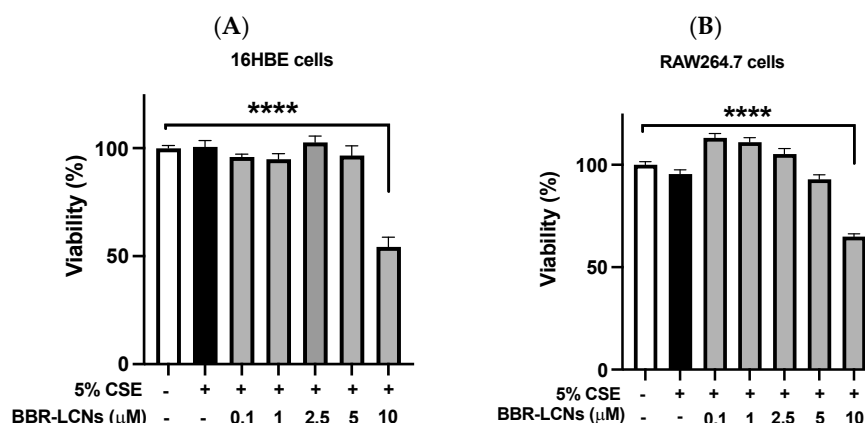 (A)
16HBE cells
****
Viability (%)
100
50
0
5% CSE - + + + + + +
BBR-LCNs (μM) - - 0.1 1 2.5 5 10
(B)
RAW264.7 cells
****
Viability (%)
100
50
0
5% CSE - + + + + + +
BBR-LCNs (μM) - - 0.1 1 2.5 5 10